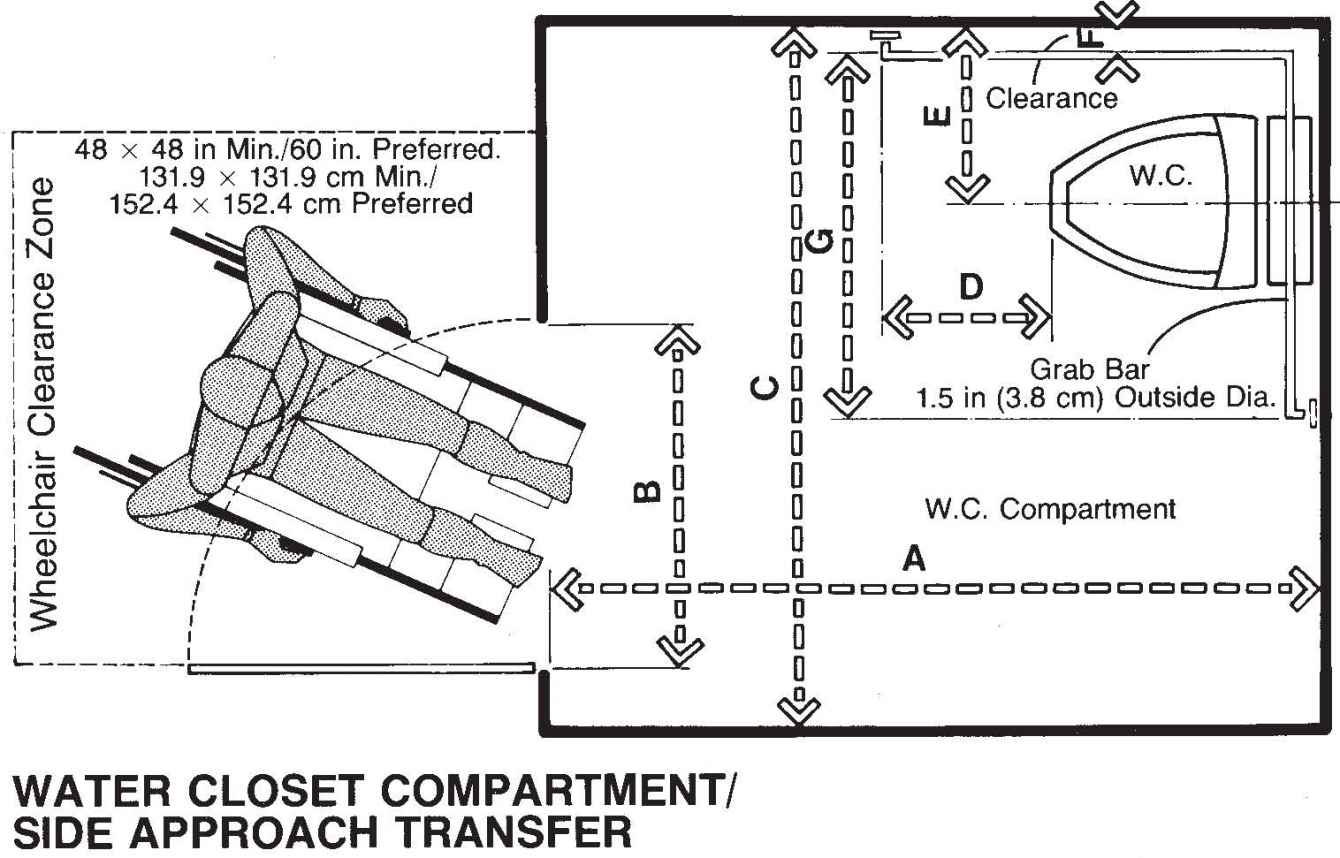 48 × 48 in Min./60 in. Preferred.
131.9 × 131.9 cm Min./
152.4 × 152.4 cm Preferred
Wheelchair Clearance Zone
F
Clearance
E
W.C.
G
D
Grab Bar
1.5 in (3.8 cm) Outside Dia.
C
B
W.C. Compartment
A
WATER CLOSET COMPARTMENT/
SIDE APPROACH TRANSFER